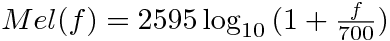 Mel(f) = 2595 log₁₀ (1 + f/700)